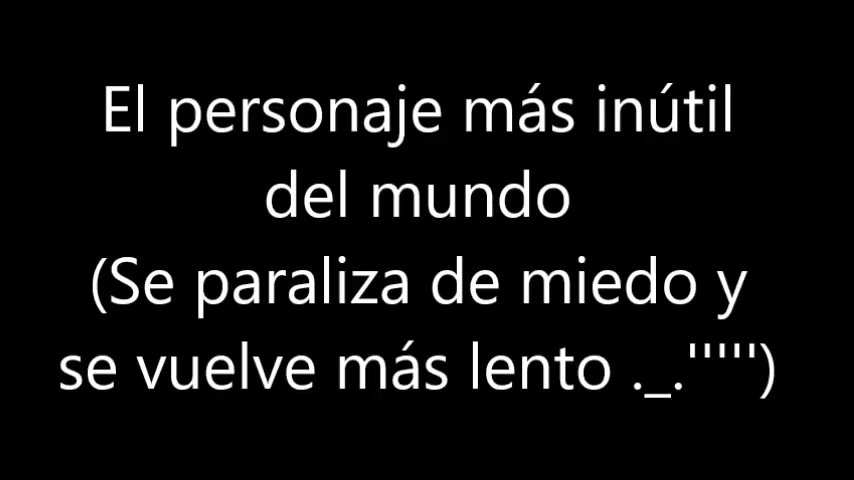 El personaje más inútil
del mundo
(Se paraliza de miedo y
se vuelve más lento ._.''''')